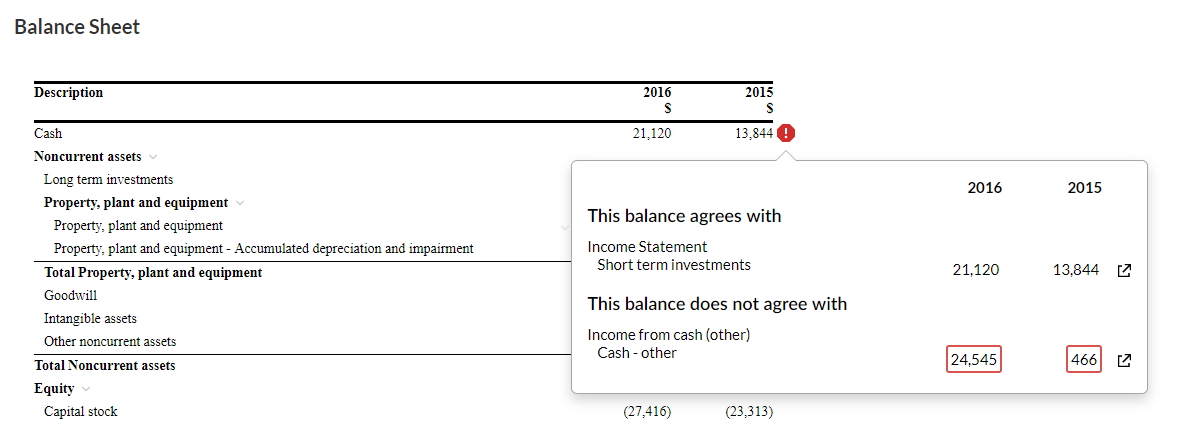 Balance Sheet
Description 2016 2015
$ $
Cash 21,120 13,844
Noncurrent assets
Long term investments
Property, plant and equipment
Property, plant and equipment
Property, plant and equipment - Accumulated depreciation and impairment
Total Property, plant and equipment
Goodwill
Intangible assets
Other noncurrent assets
Total Noncurrent assets
Equity
Capital stock (27,416) (23,313)
2016 2015
This balance agrees with
Income Statement
Short term investments 21,120 13,844
This balance does not agree with
Income from cash (other)
Cash - other 24,545 466